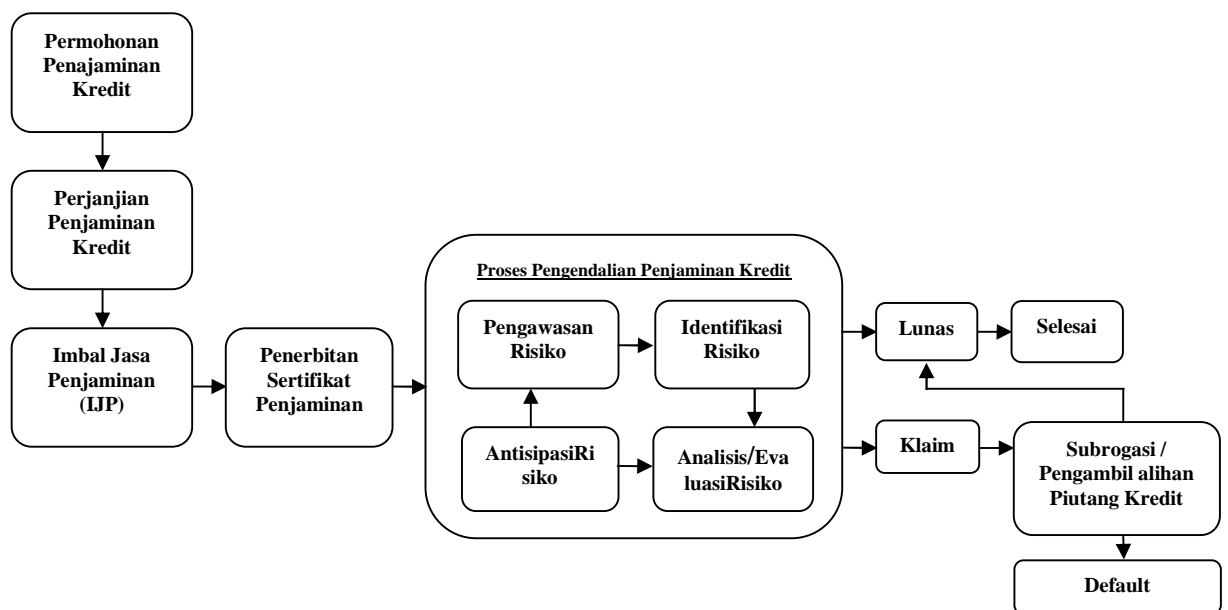 Permohonan
Penajaminan
Kredit
Perjanjian
Penjaminan
Kredit
Imbal Jasa
Penjaminan
(IJP)
Penerbitan
Sertifikat
Penjaminan
Proses Pengendalian Penjaminan Kredit
Pengawasan
Risiko
Identifikasi
Risiko
AntisipasiRi
siko
Analisis/Eva
luasiRisiko
Lunas
Selesai
Klaim
Subrogasi /
Pengambil alihan
Piutang Kredit
Default